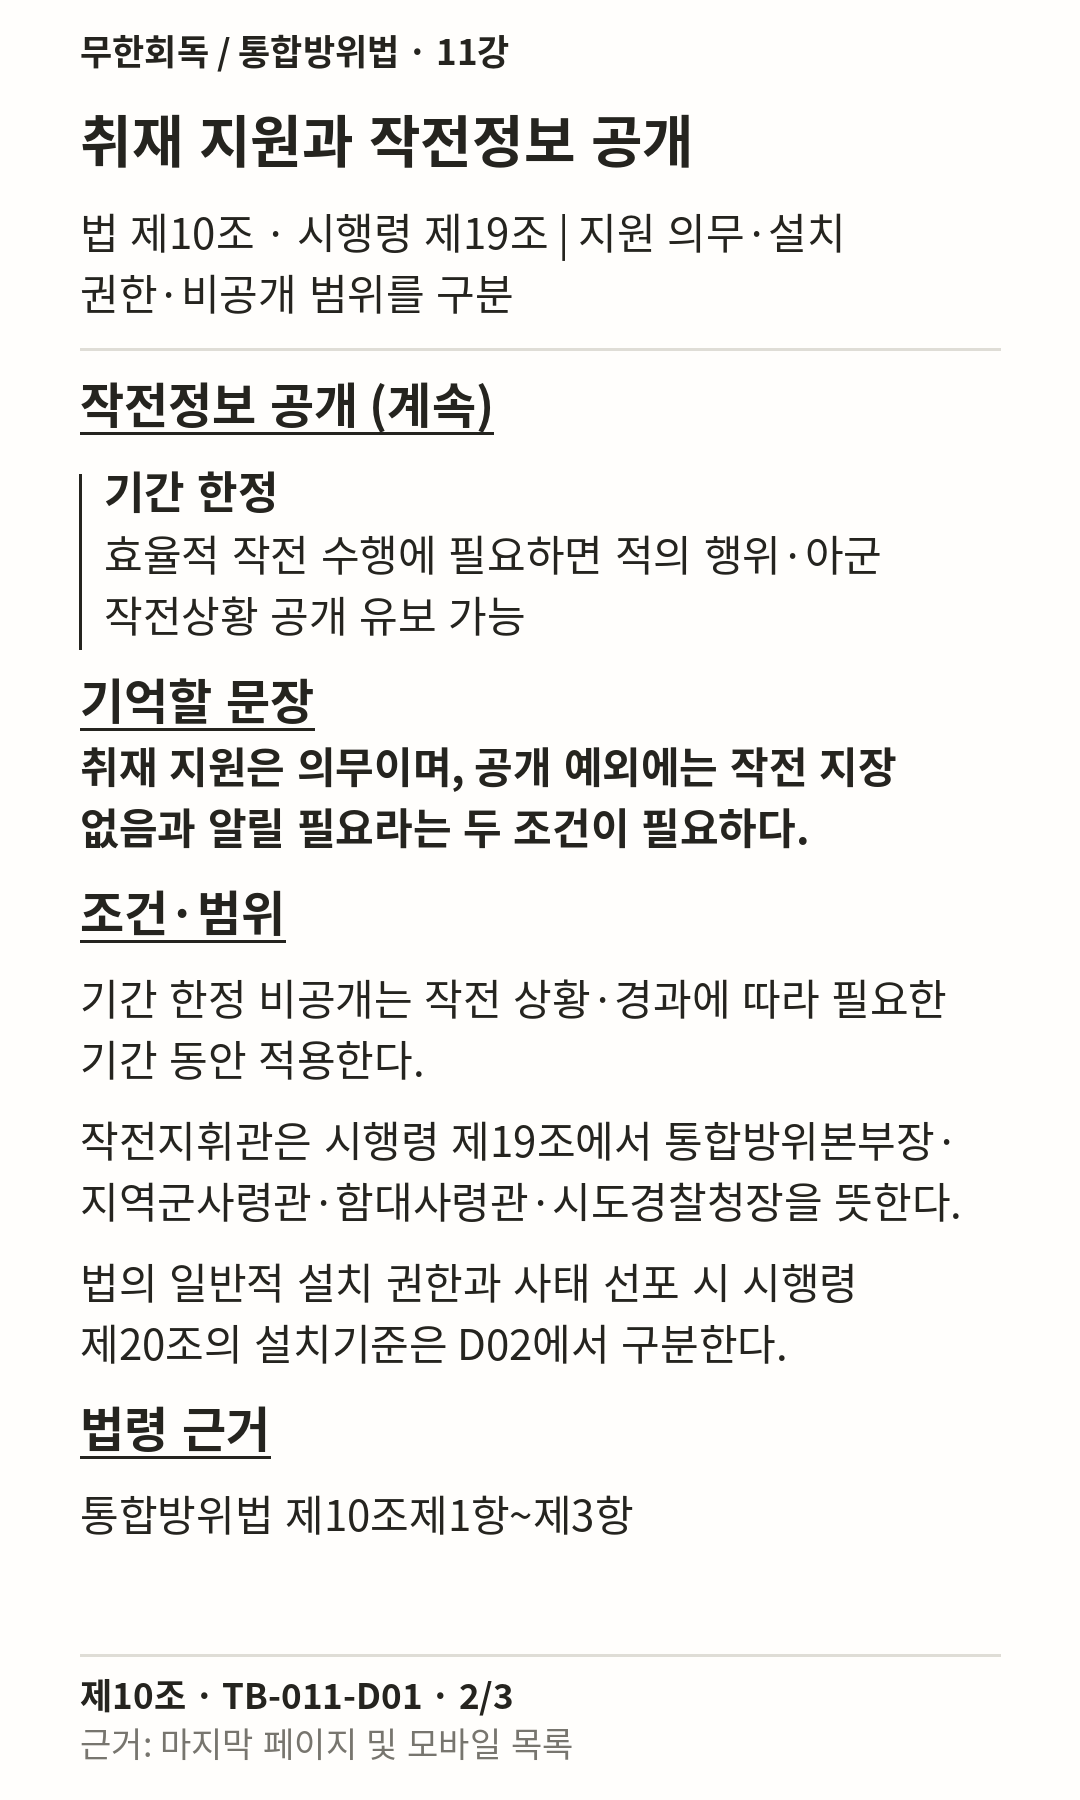 무한회독 / 통합방위법 · 11강
취재 지원과 작전정보 공개
법 제10조 · 시행령 제19조 | 지원 의무·설치
권한·비공개 범위를 구분
작전정보 공개 (계속)
기간 한정
효율적 작전 수행에 필요하면 적의 행위·아군
작전상황 공개 유보 가능
기억할 문장
취재 지원은 의무이며, 공개 예외에는 작전 지장
없음과 알릴 필요라는 두 조건이 필요하다.
조건·범위
기간 한정 비공개는 작전 상황·경과에 따라 필요한
기간 동안 적용한다.
작전지휘관은 시행령 제19조에서 통합방위본부장·
지역군사령관·함대사령관·시도경찰청장을 뜻한다.
법의 일반적 설치 권한과 사태 선포 시 시행령
제20조의 설치기준은 D02에서 구분한다.
법령 근거
통합방위법 제10조제1항~제3항
제10조 · TB-011-D01 · 2/3
근거: 마지막 페이지 및 모바일 목록